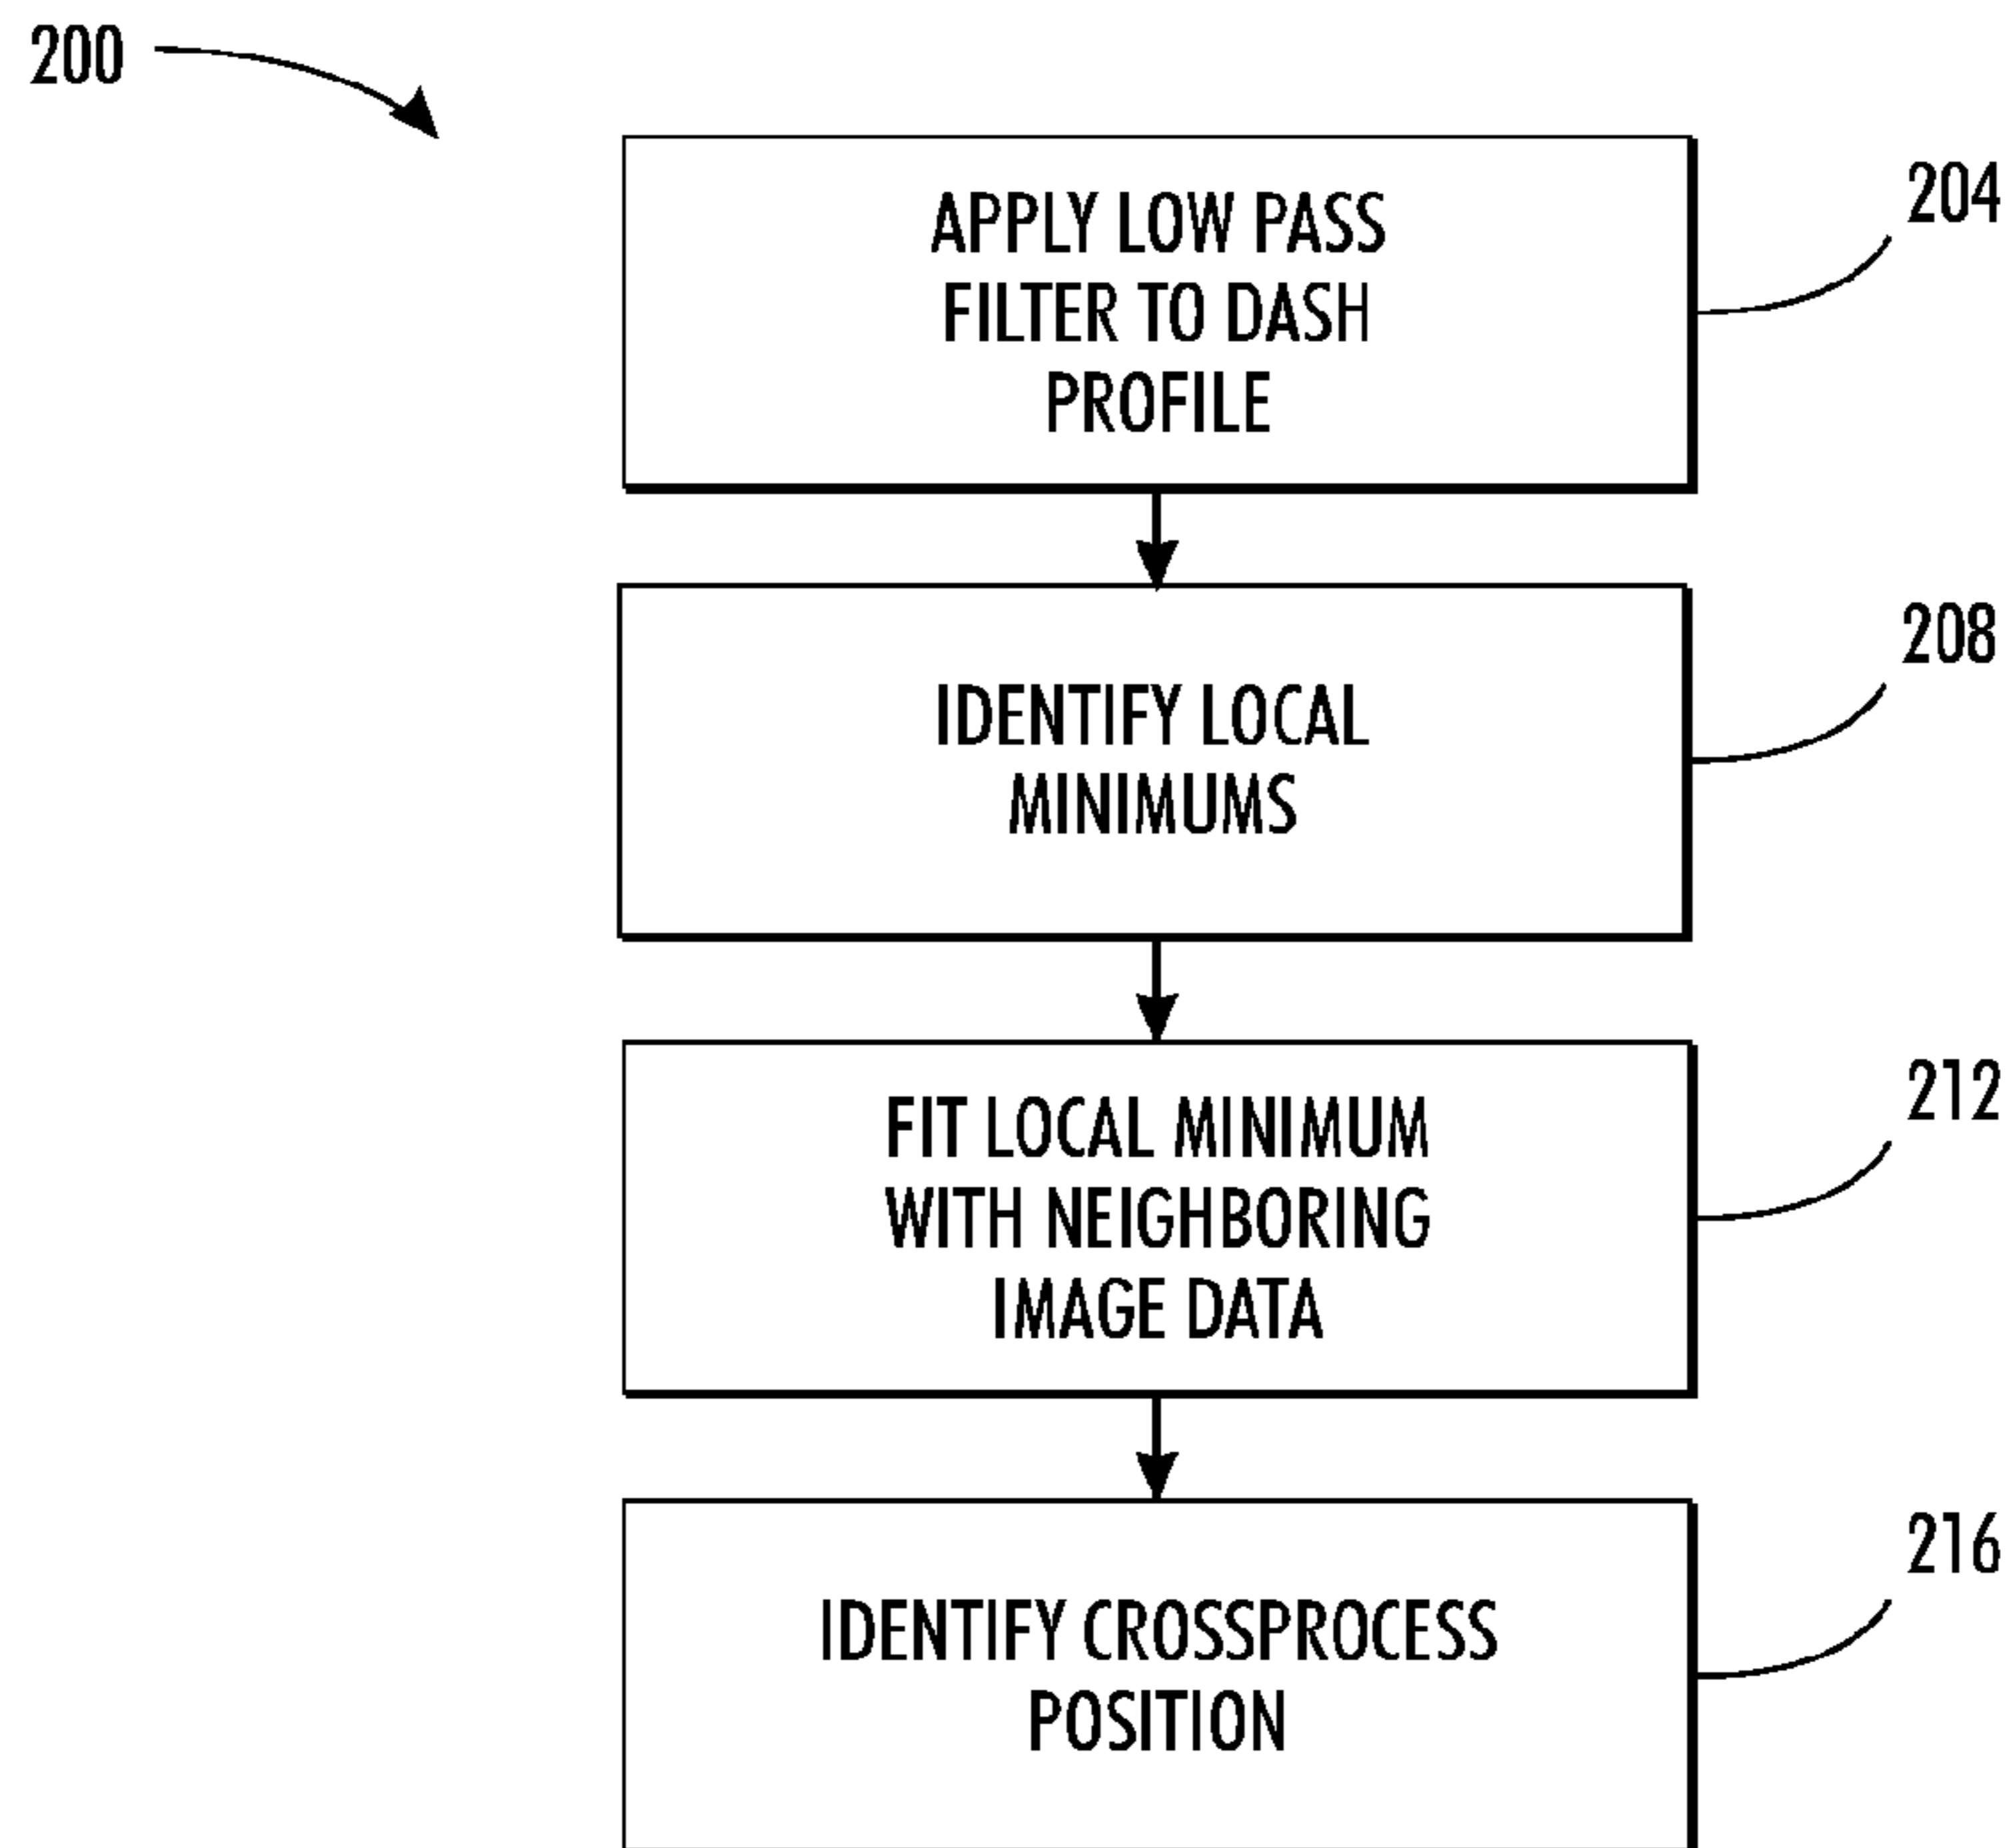 200
204
APPLY LOW PASS
FILTER TO DASH
PROFILE
208
IDENTIFY LOCAL
MINIMUMS
212
FIT LOCAL MINIMUM
WITH NEIGHBORING
IMAGE DATA
216
IDENTIFY CROSSPROCESS
POSITION